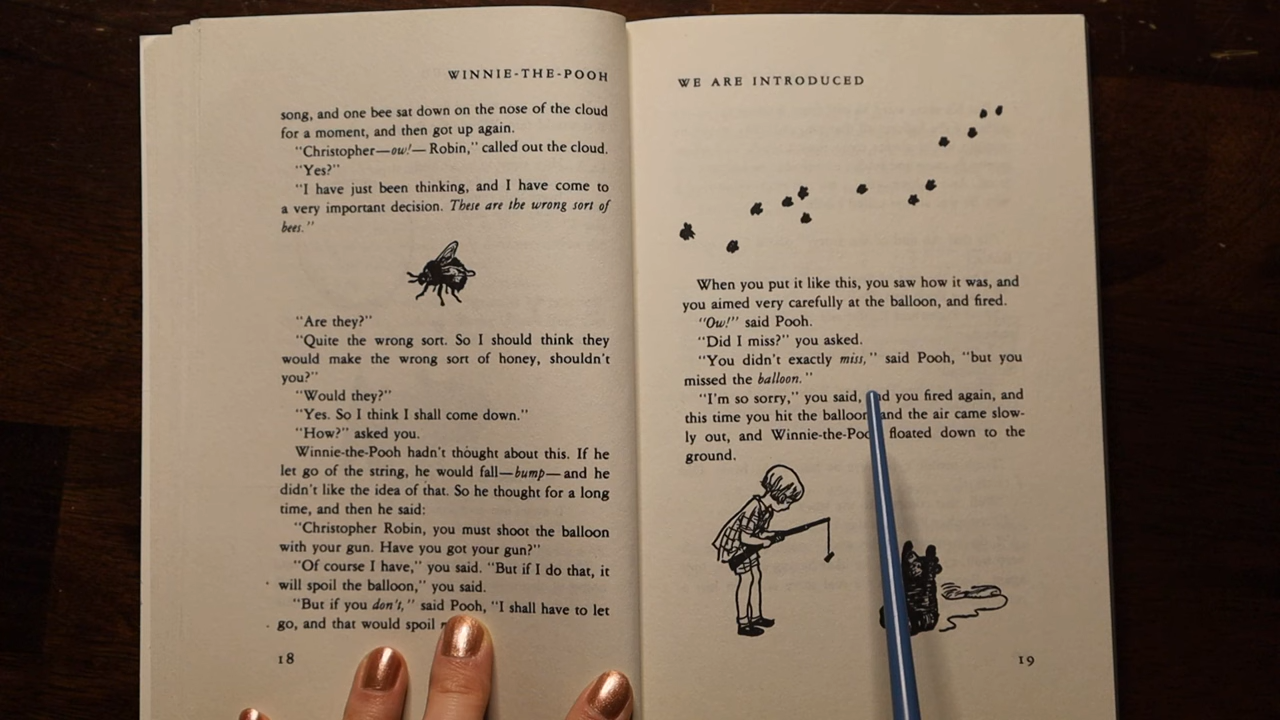 WINNIE-THE-POOH
song, and one bee sat down on the nose of the cloud
for a moment, and then got up again.
"Christopher—ow!—Robin," called out the cloud.
"Yes?"
"I have just been thinking, and I have come to
a very important decision. These are the wrong sort of
bees."
"Are they?"
"Quite the wrong sort. So I should think they
would make the wrong sort of honey, shouldn't
you?"
"Would they?"
"Yes. So I think I shall come down."
"How?" asked you.
Winnie-the-Pooh hadn't thought about this. If he
let go of the string, he would fall—bump—and he
didn't like the idea of that. So he thought for a long
time, and then he said:
"Christopher Robin, you must shoot the balloon
with your gun. Have you got your gun?"
"Of course I have," you said. "But if I do that, it
will spoil the balloon," you said.
"But if you don't," said Pooh, "I shall have to let
go, and that would spoil
18
WE ARE INTRODUCED
When you put it like this, you saw how it was, and
you aimed very carefully at the balloon, and fired.
"Ow!" said Pooh.
"Did I miss?" you asked.
"You didn't exactly miss," said Pooh, "but you
missed the balloon."
"I'm so sorry," you said, and you fired again, and
this time you hit the balloon and the air came slow-
ly out, and Winnie-the-Pooh floated down to the
ground.
19